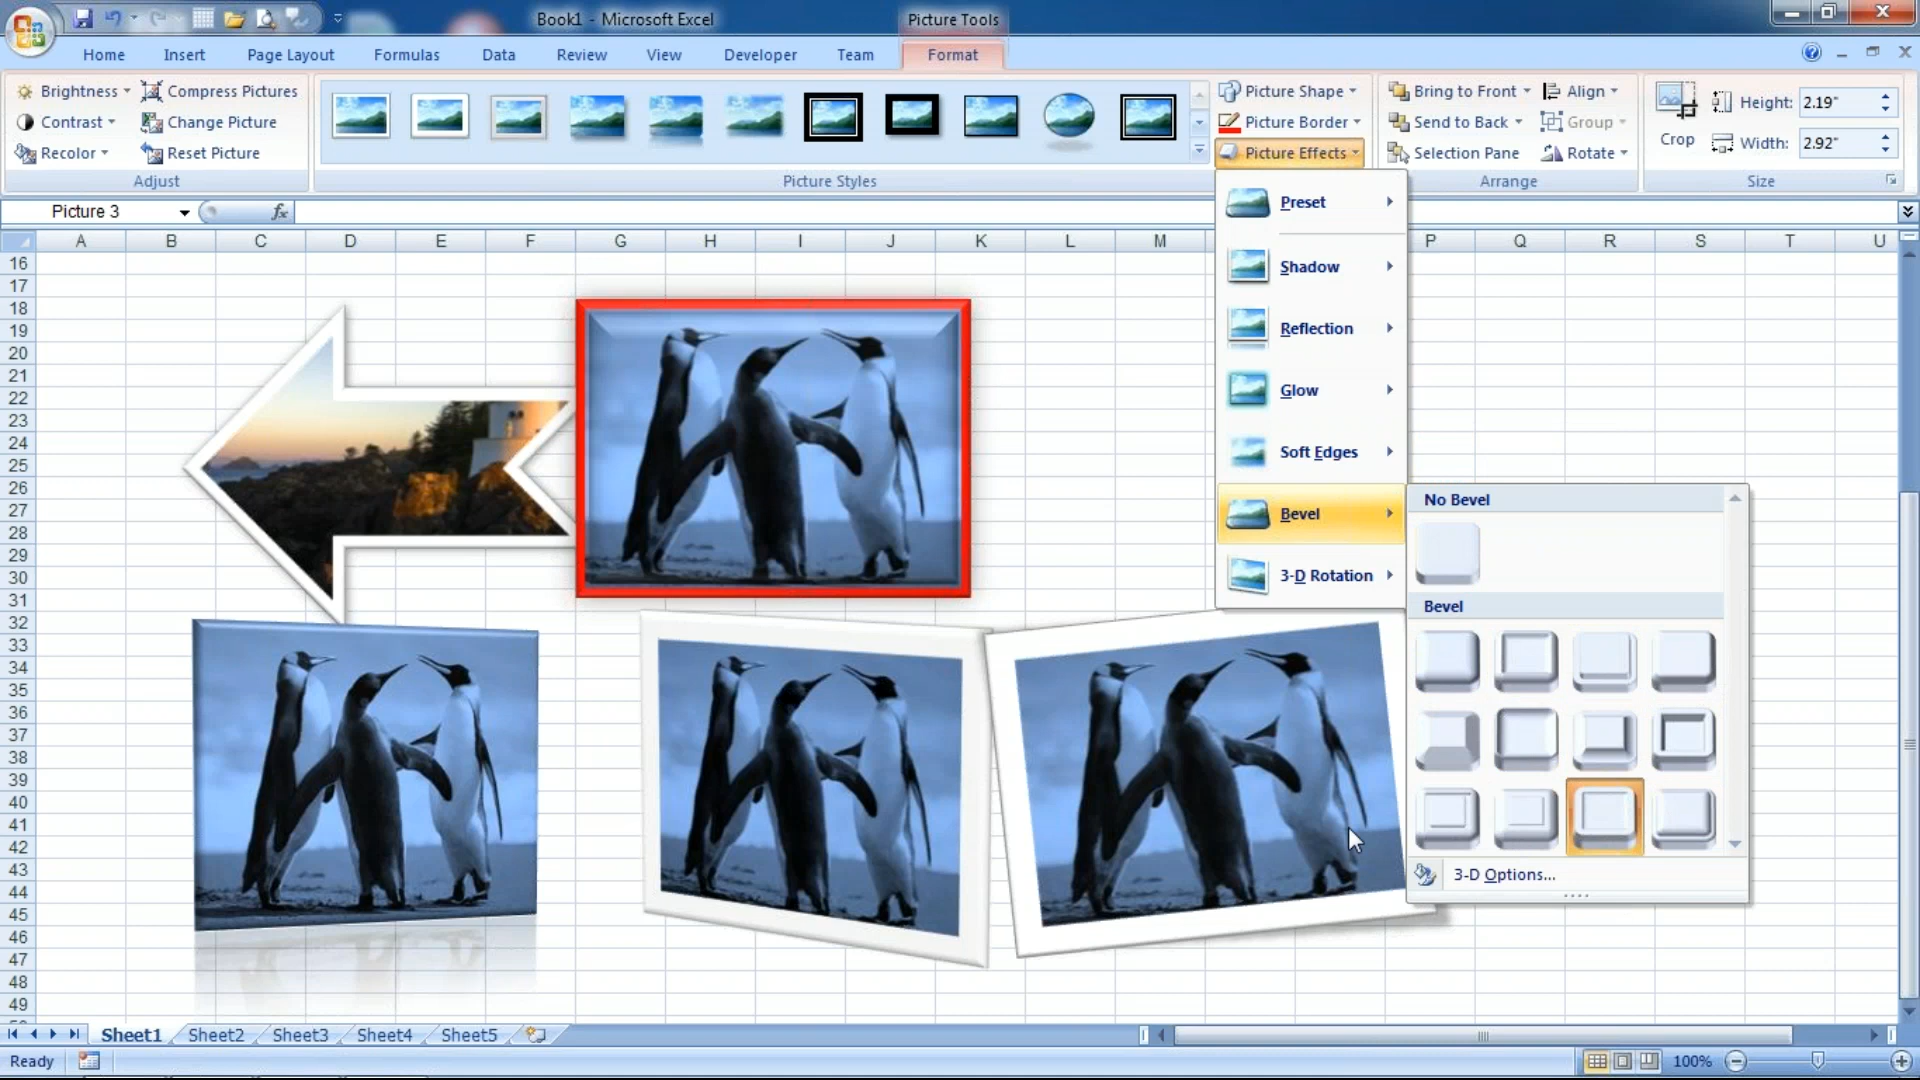 Book1 - Microsoft Excel
Picture Tools
Home Insert Page Layout Formulas Data Review View Developer Team Format
Brightness
Compress Pictures
Contrast
Change Picture
Recolor
Reset Picture
Adjust
Picture Styles
Picture Shape
Picture Border
Picture Effects
Bring to Front
Align
Send to Back
Group
Selection Pane
Rotate
Arrange
Crop
Height: 2.19"
Width: 2.92"
Size
Picture 3
fx
A B C D E F G H I J K L M P Q R S T U
16
17
18
19
20
21
22
23
24
25
26
27
28
29
30
31
32
33
34
35
36
37
38
39
40
41
42
43
44
45
46
47
48
49
Preset
Shadow
Reflection
Glow
Soft Edges
Bevel
3-D Rotation
No Bevel
Bevel
3-D Options...
Sheet1 Sheet2 Sheet3 Sheet4 Sheet5
Ready
100%